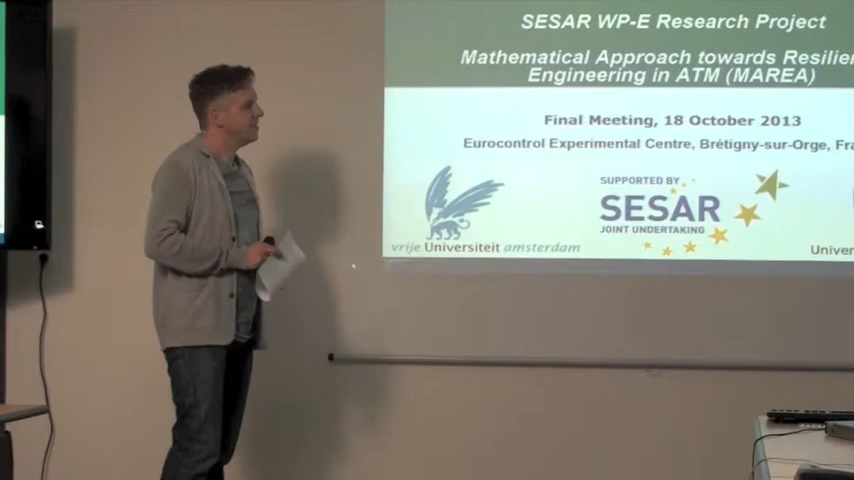 SESAR WP-E Research Project
Mathematical Approach towards Resilien
Engineering in ATM (MAREA)
Final Meeting, 18 October 2013
Eurocontrol Experimental Centre, Brétigny-sur-Orge, Fra
SUPPORTED BY
SESAR
JOINT UNDERTAKING
vrije Universiteit amsterdam
Univers